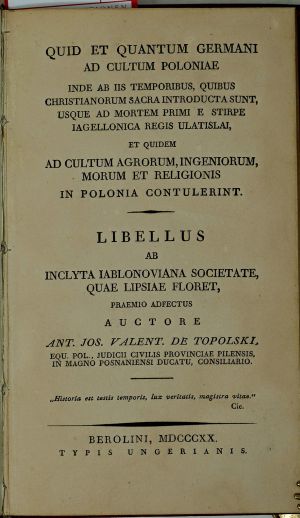 QUID ET QUANTUM GERMANI
AD CULTUM POLONIAE
INDE AB IIS TEMPORIBUS, QUIBUS
CHRISTIANORUM SACRA INTRODUCTA SUNT,
USQUE AD MORTEM PRIMI E STIRPE
IAGELLONICA REGIS ULATISLAI,
ET QUIDEM
AD CULTUM AGRORUM, INGENIORUM,
MORUM ET RELIGIONIS
IN POLONIA CONTULERINT.
LIBELLUS
AB
INCLYTA IABLONOVIANA SOCIETATE,
QUAE LIPSIAE FLORET,
PRAEMIO ADFECTUS
AUCTORE
ANT. JOS. VALENT. DE TOPOLSKI,
EQU. POL., JUDICII CIVILIS PROVINCIAE PILENSIS,
IN MAGNO POSNANIENSI DUCATU, CONSILIARIO.
„Historia est testis temporis, lux veritatis, magistra vitae.“
Cic.
BEROLINI, MDCCCXX.
TYPIS UNGERIANIS.